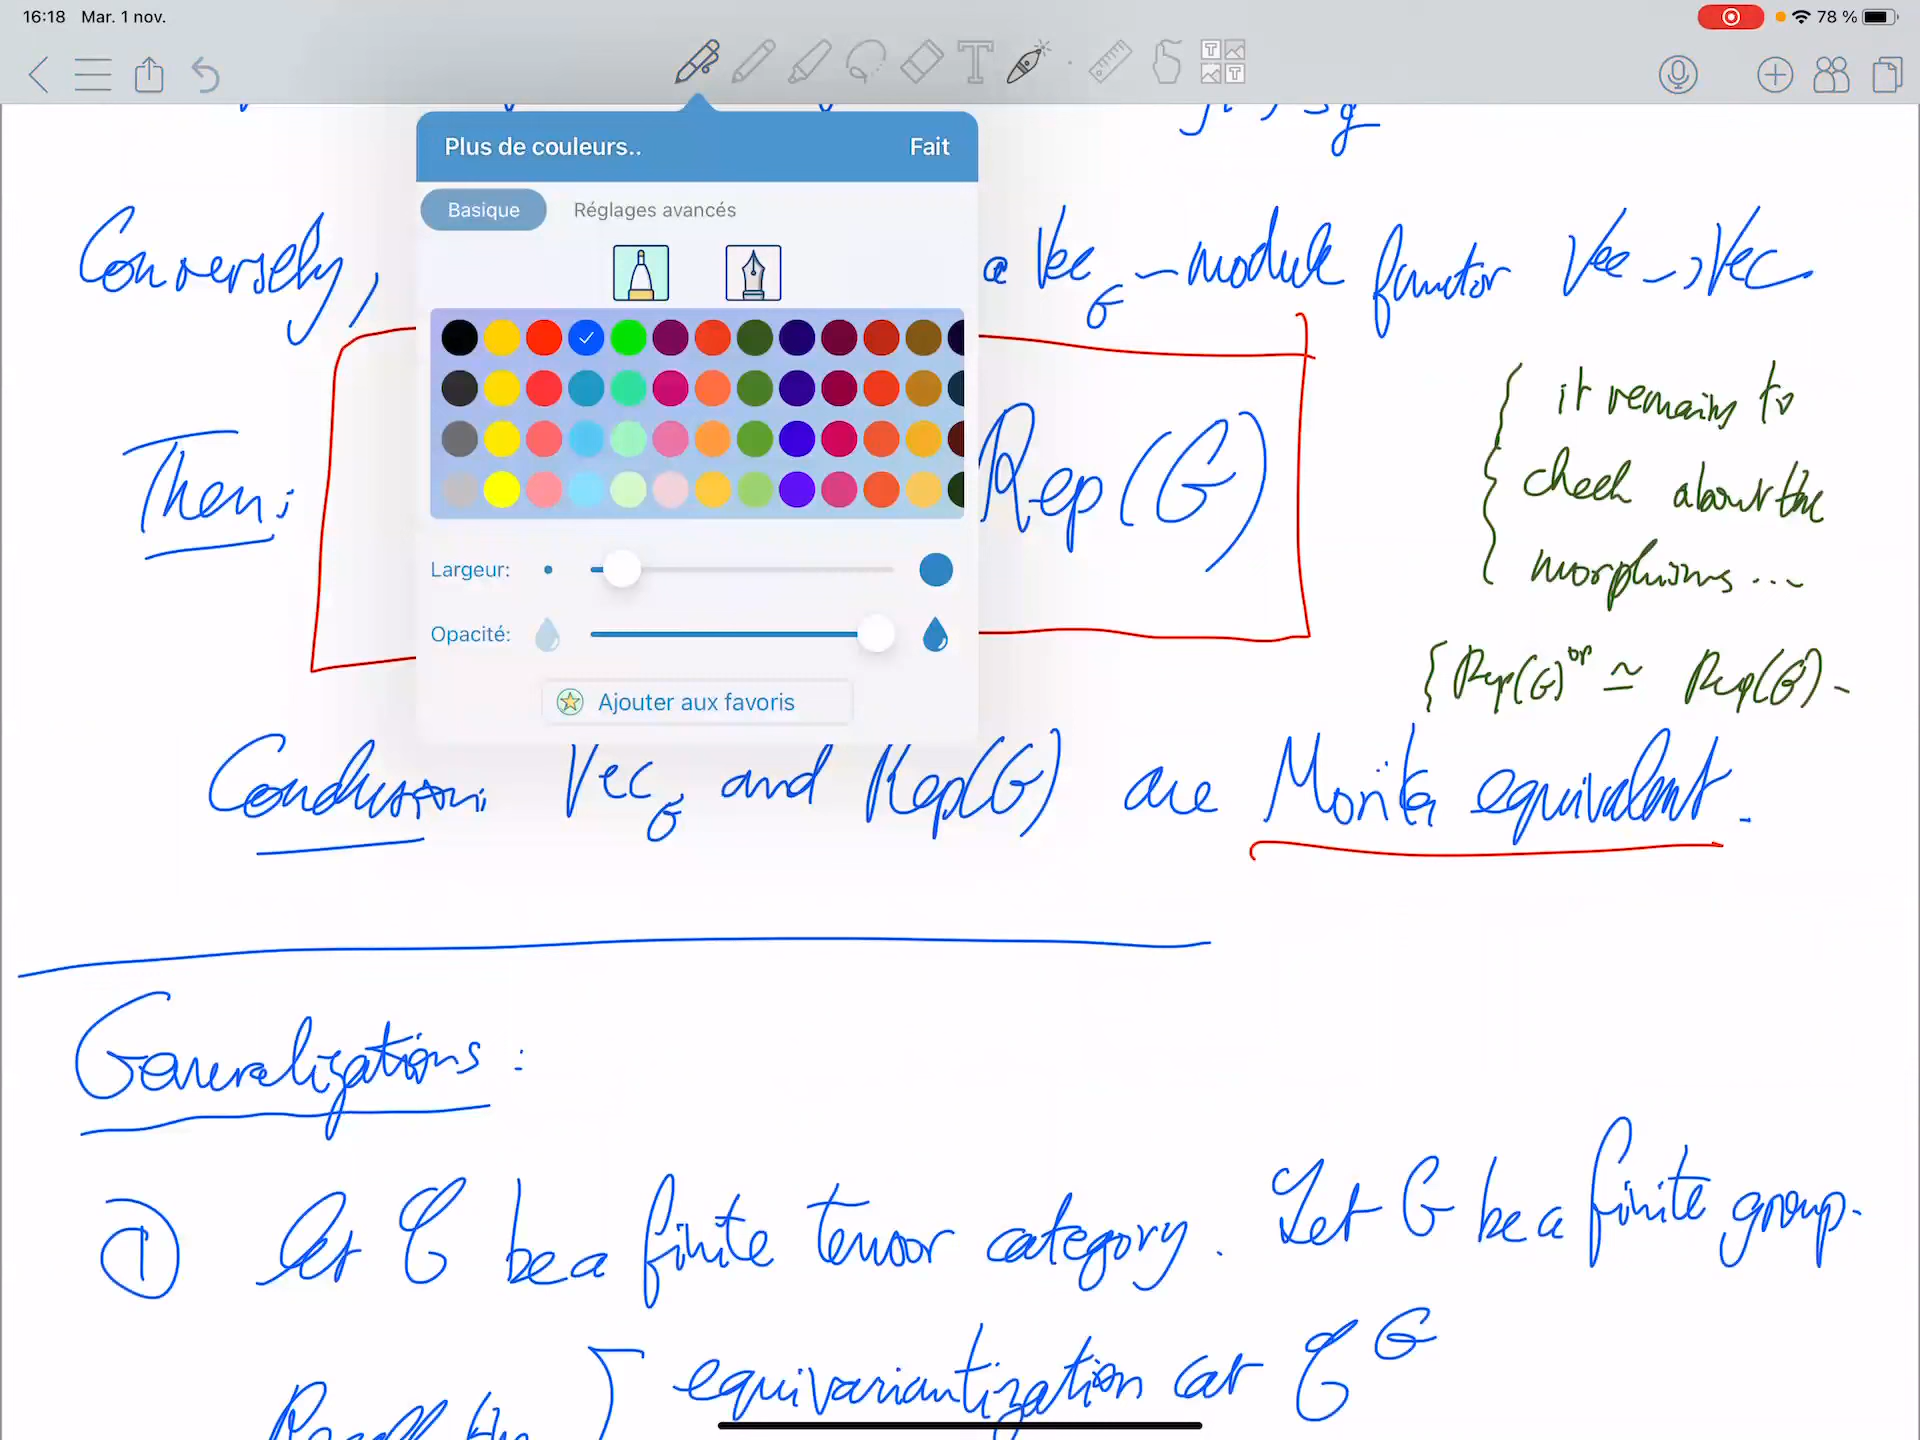 16:18 Mar. 1 nov. 78 %
Plus de couleurs.. Fait
Basique Réglages avancés
Largeur:
Opacité:
Ajouter aux favoris
Conversely, a Vec_G - module functor Vec -> Vec
Then: Rep(G)
it remains to
check about the
morphisms ...
{Rep(G)^op ≃ Rep(G) -
Conclusion: Vec_G and Rep(G) are Morita equivalent.
Generalizations:
① let C be a finite tensor category. Let G be a finite group.
equivariantization cat C^G
Recall the